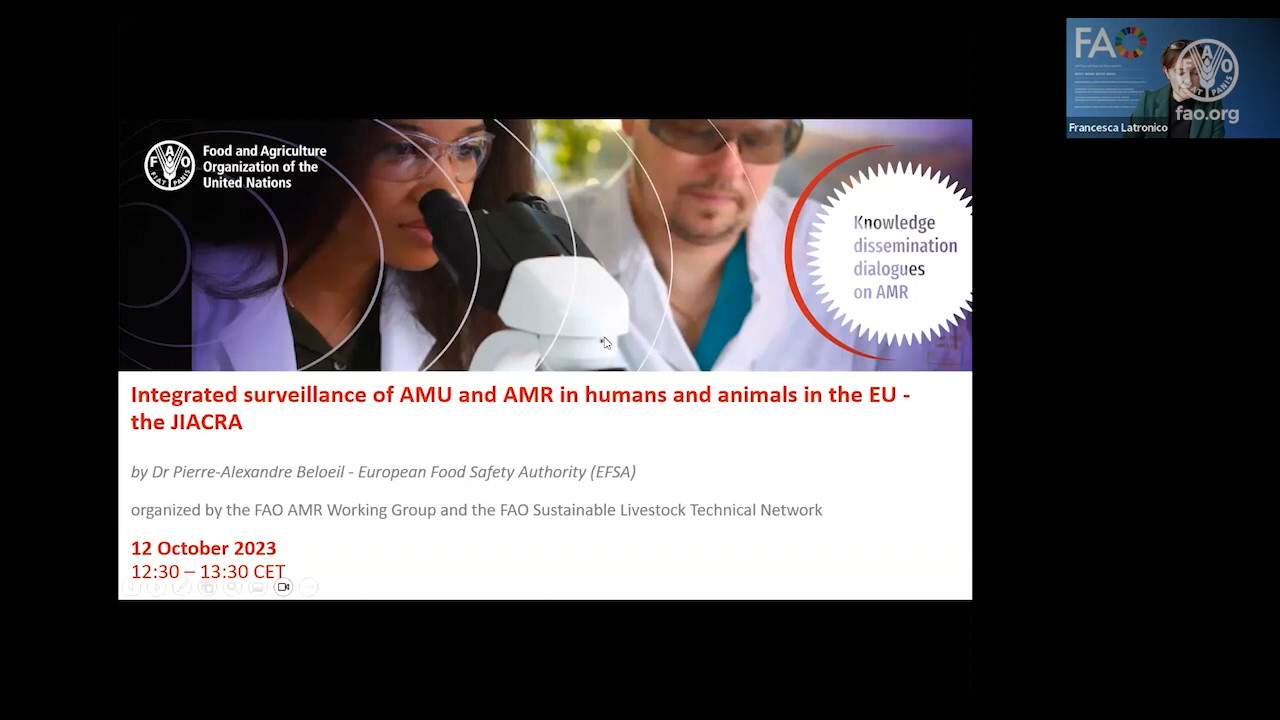 Food and Agriculture
Organization of the
United Nations
Knowledge
dissemination
dialogues
on AMR
Integrated surveillance of AMU and AMR in humans and animals in the EU -
the JIACRA
by Dr Pierre-Alexandre Beloeil - European Food Safety Authority (EFSA)
organized by the FAO AMR Working Group and the FAO Sustainable Livestock Technical Network
12 October 2023
12:30 – 13:30 CET
FAO
FAO
FIAT PANIS
fao.org
Francesca Latronico